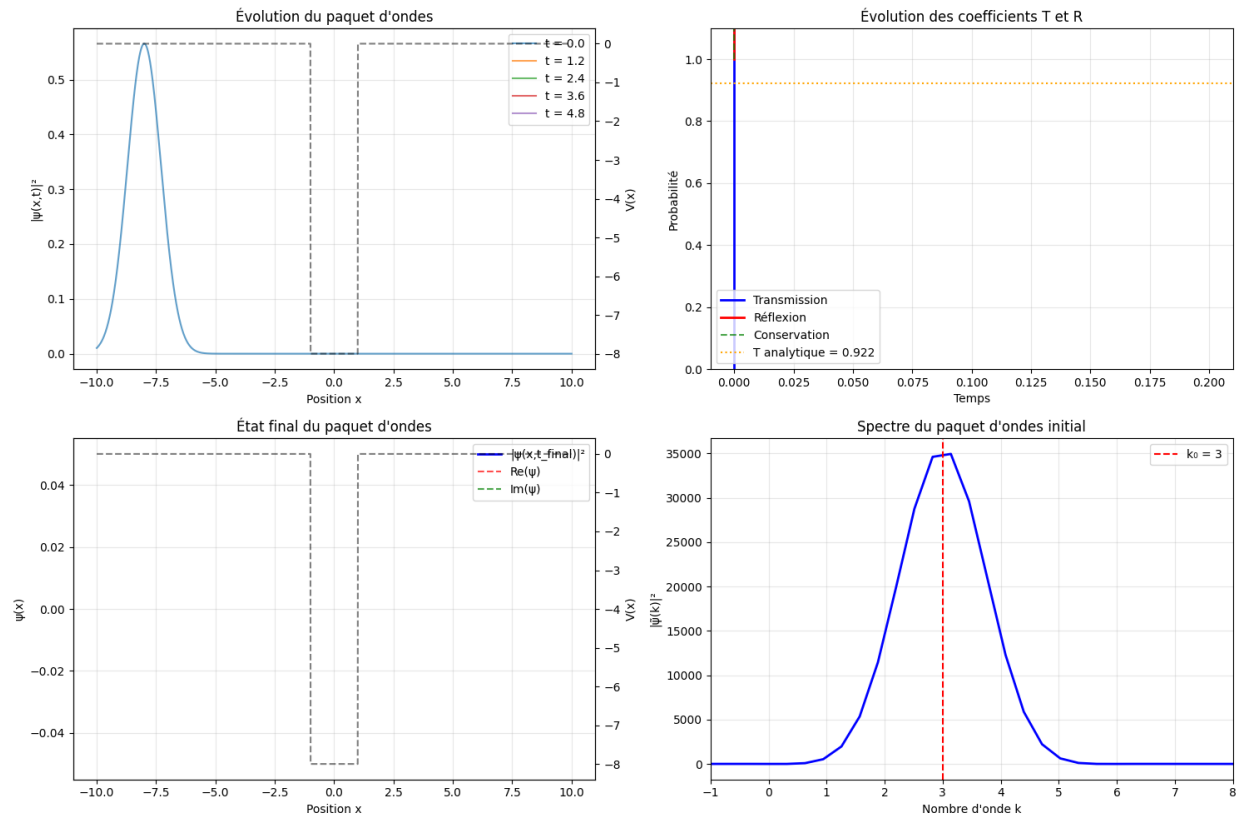 Évolution du paquet d'ondes
|ψ(x,t)|²
0.5
0.4
0.3
0.2
0.1
0.0
−10.0 −7.5 −5.0 −2.5 0.0 2.5 5.0 7.5 10.0
Position x
t = 0.0
t = 1.2
t = 2.4
t = 3.6
t = 4.8
0
−1
−2
−3
−4
−5
−6
−7
−8
V(x)
Évolution des coefficients T et R
Probabilité
1.0
0.8
0.6
0.4
0.2
0.0
Transmission
Réflexion
Conservation
T analytique = 0.922
0.000 0.025 0.050 0.075 0.100 0.125 0.150 0.175 0.200
Temps
État final du paquet d'ondes
ψ(x)
0.04
0.02
0.00
−0.02
−0.04
|ψ(x,t_final)|²
Re(ψ)
Im(ψ)
−10.0 −7.5 −5.0 −2.5 0.0 2.5 5.0 7.5 10.0
Position x
0
−1
−2
−3
−4
−5
−6
−7
−8
V(x)
Spectre du paquet d'ondes initial
|ψ̃(k)|²
35000
30000
25000
20000
15000
10000
5000
0
k₀ = 3
−1 0 1 2 3 4 5 6 7 8
Nombre d'onde k